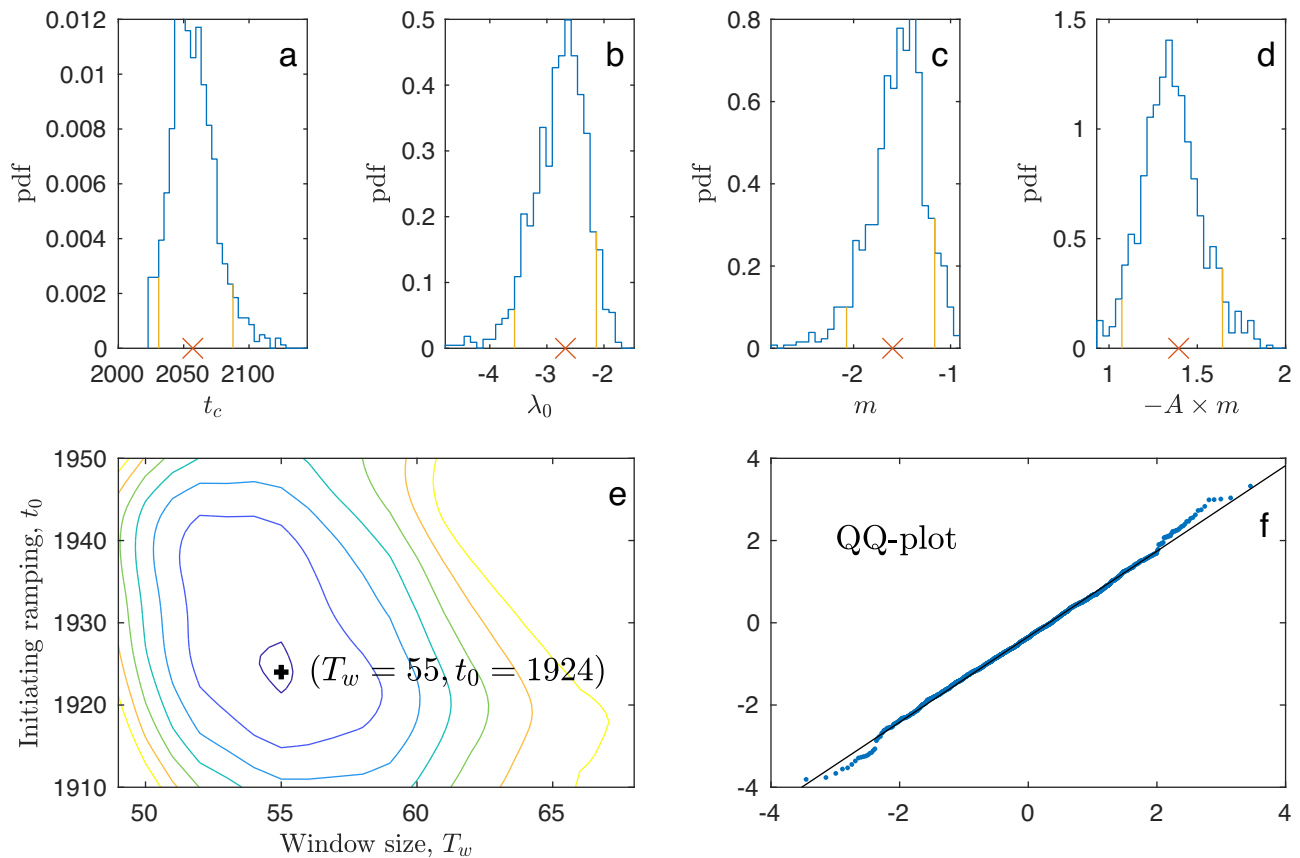 a
0.012
0.01
0.008
0.006
0.004
0.002
0
pdf
2000 2050 2100
t_c
b
0.5
0.4
0.3
0.2
0.1
0
pdf
-4 -3 -2
λ_0
c
0.8
0.6
0.4
0.2
0
pdf
-2 -1
m
d
1.5
1
0.5
0
pdf
1 1.5 2
−A × m
e
1950
1940
1930
1920
1910
Initiating ramping, t_0
(T_w = 55, t_0 = 1924)
50 55 60 65
Window size, T_w
f
QQ-plot
4
2
0
-2
-4
-4 -2 0 2 4